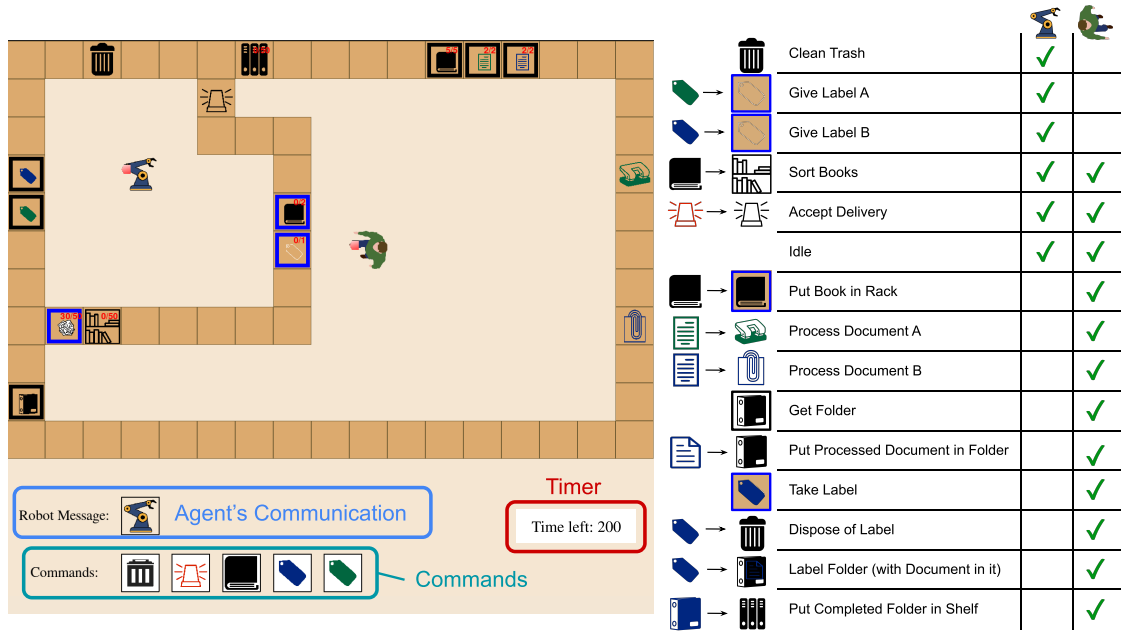 Clean Trash
Give Label A
Give Label B
Sort Books
Accept Delivery
Idle
Put Book in Rack
Process Document A
Process Document B
Get Folder
Put Processed Document in Folder
Take Label
Dispose of Label
Label Folder (with Document in it)
Put Completed Folder in Shelf
5/5
2/2
2/2
0/2
0/1
0/50
Timer
Robot Message:
Agent's Communication
Time left: 200
Commands:
Commands